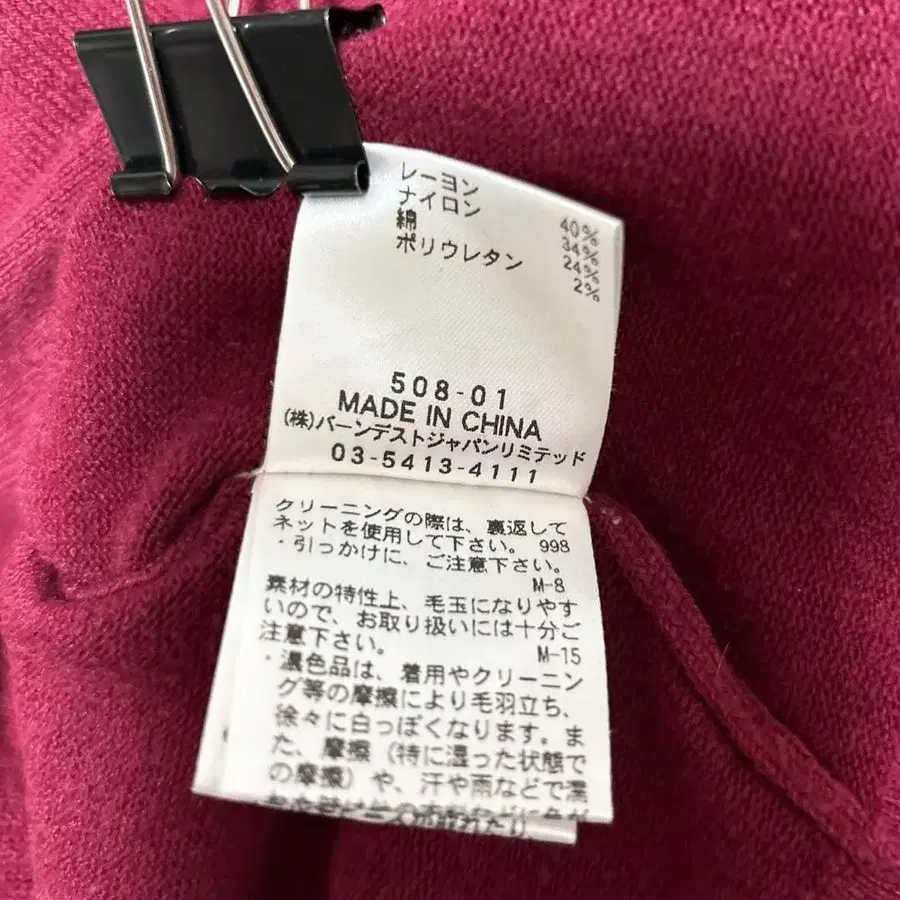 レーヨン 40%
ナイロン 34%
綿 24%
ポリウレタン 2%
508-01
MADE IN CHINA
(株)バーンデストジャパンリミテッド
03-5413-4111
クリーニングの際は、裏返して
ネットを使用して下さい。 998
・引っかけに、ご注意下さい。
M-8
素材の特性上、毛玉になりやす
いので、お取り扱いには十分ご
注意下さい。 M-15
・濃色品は、着用やクリーニン
グ等の摩擦により毛羽立ち、
徐々に白っぽくなります。ま
た、摩擦(特に湿った状態で
の摩擦)や、汗や雨などで濡